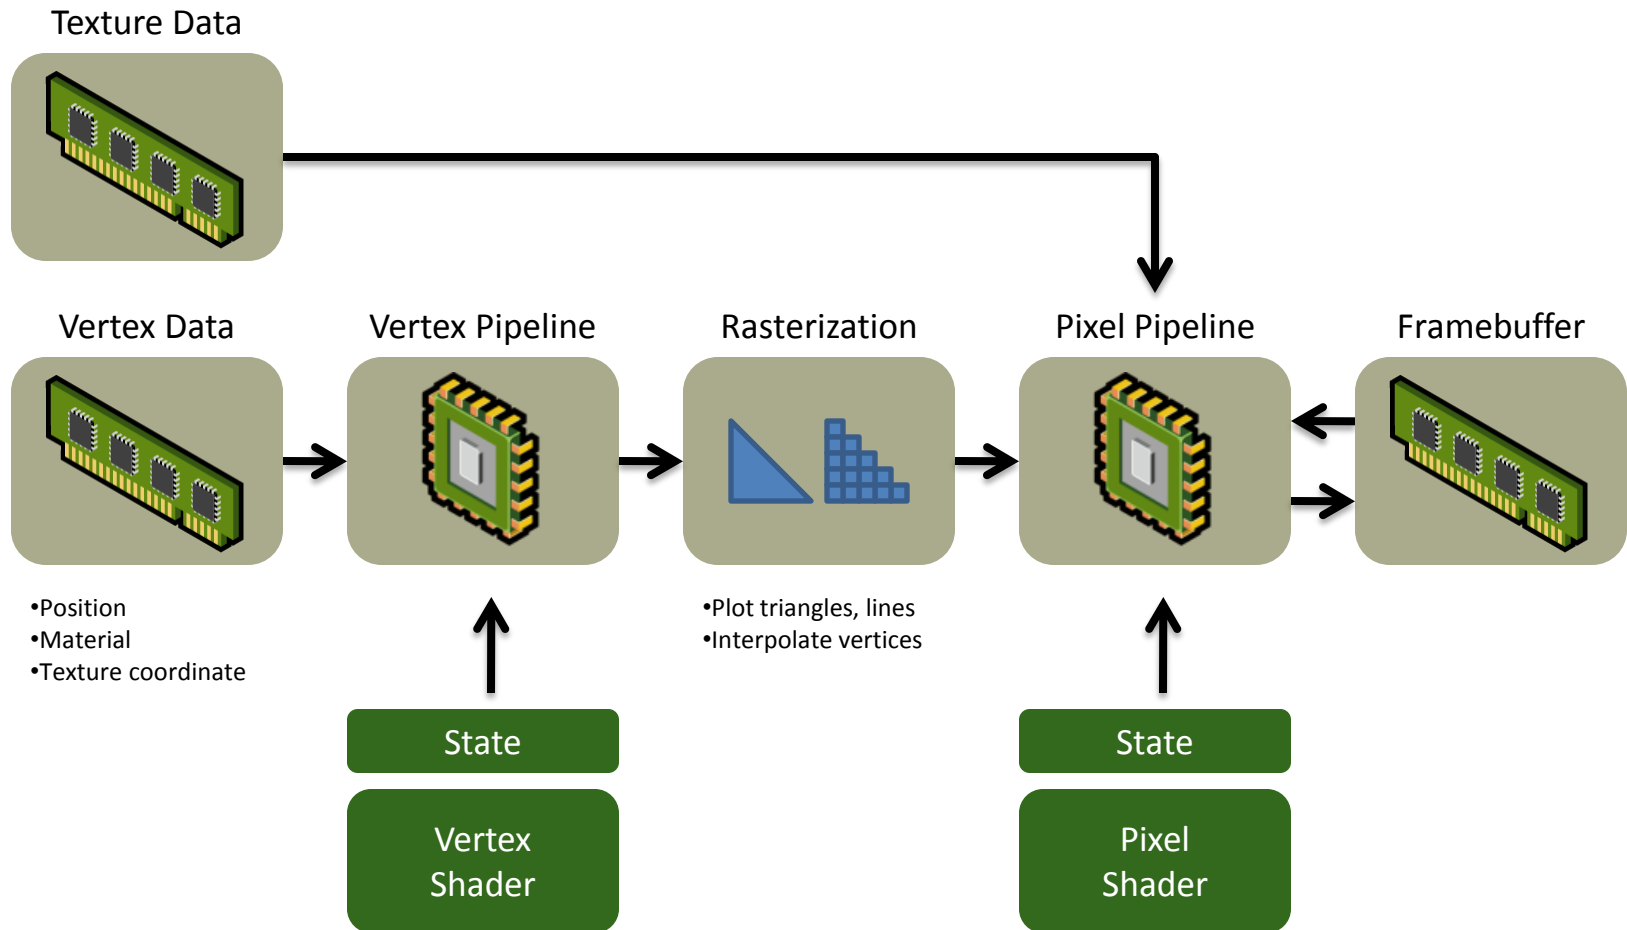 Texture Data
Vertex Data
Vertex Pipeline
Rasterization
Pixel Pipeline
Framebuffer
•Position
•Material
•Texture coordinate
•Plot triangles, lines
•Interpolate vertices
State
State
Vertex
Shader
Pixel
Shader